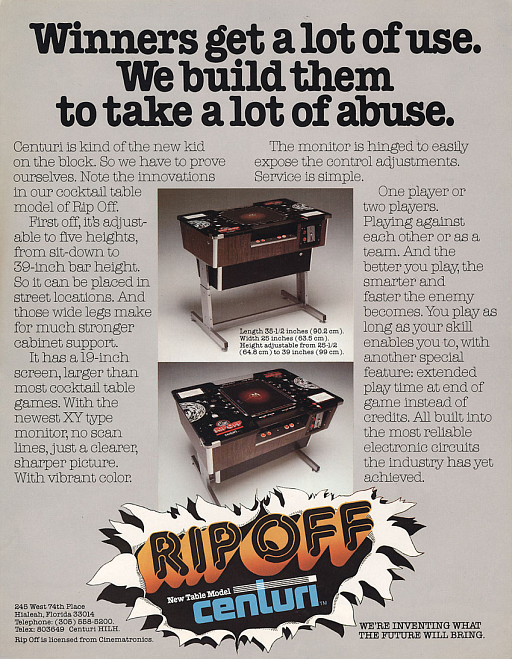 Winners get a lot of use.
We build them
to take a lot of abuse.
Centuri is kind of the new kid
on the block. So we have to prove
ourselves. Note the innovations
in our cocktail table
model of Rip Off.
First off, it's adjust-
able to five heights,
from sit-down to
39-inch bar height.
So it can be placed in
street locations. And
those wide legs make
for much stronger
cabinet support.
It has a 19-inch
screen, larger than
most cocktail table
games. With the
newest XY type
monitor, no scan
lines, just a clearer,
sharper picture.
With vibrant color.
The monitor is hinged to easily
expose the control adjustments.
Service is simple.
One player or
two players.
Playing against
each other or as a
team. And the
better you play, the
smarter and
faster the enemy
becomes. You play as
long as your skill
enables you to, with
another special
feature: extended
play time at end of
game instead of
credits. All built into
the most reliable
electronic circuits
the industry has yet
achieved.
Length 35-1/2 inches (90.2 cm).
Width 25 inches (63.5 cm).
Height adjustable from 25-1/2
(64.8 cm) to 39 inches (99 cm).
RIP OFF
RIP OFF
New Table Model
centuri TM
245 West 74th Place
Hialeah, Florida 33014
Telephone: (305) 558-5200.
Telex: 803649 Centuri HILH.
Rip Off is licensed from Cinematronics.
WE'RE INVENTING WHAT
THE FUTURE WILL BRING.